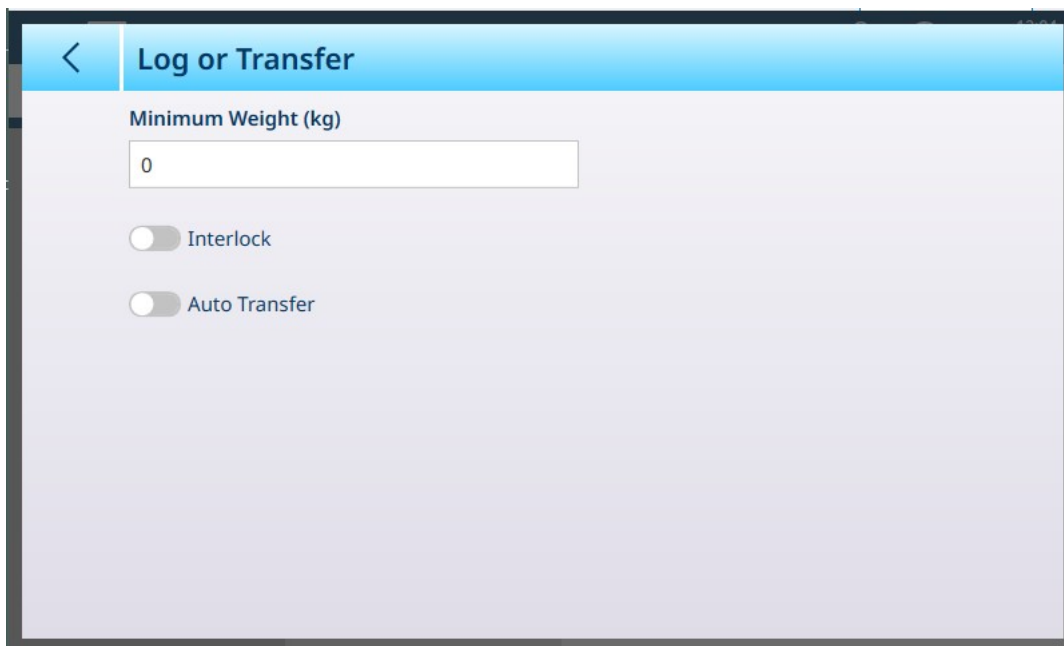 Log or Transfer
Minimum Weight (kg)
0
Interlock
Auto Transfer